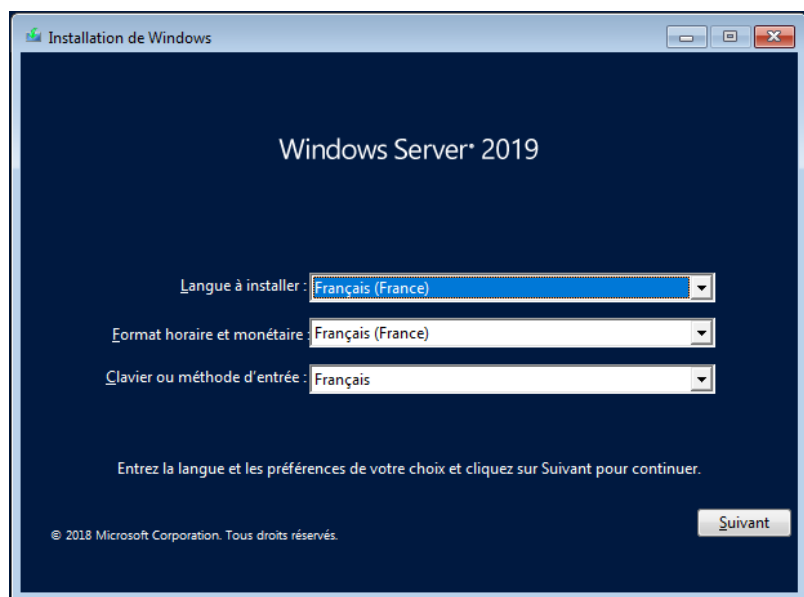 Installation de Windows
Windows Server® 2019
Langue à installer : Français (France)
Format horaire et monétaire : Français (France)
Clavier ou méthode d'entrée : Français
Entrez la langue et les préférences de votre choix et cliquez sur Suivant pour continuer.
Suivant
© 2018 Microsoft Corporation. Tous droits réservés.